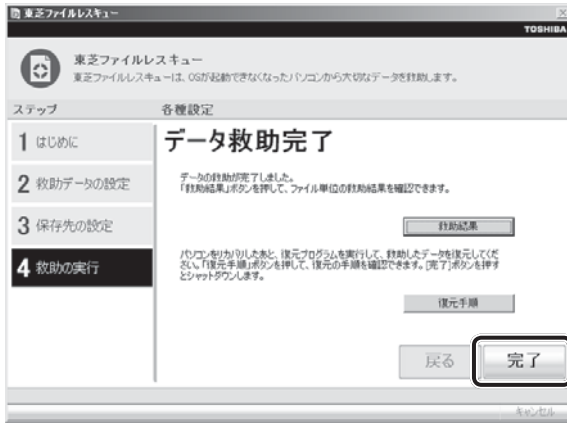 東芝ファイルレスキュー
TOSHIBA
東芝ファイルレスキュー
東芝ファイルレスキューは、OSが起動できなくなったパソコンから大切なデータを救助します。
ステップ
各種設定
1 はじめに
2 救助データの設定
3 保存先の設定
4 救助の実行
データ救助完了
データの救助が完了しました。
「救助結果」ボタンを押して、ファイル単位の救助結果を確認できます。
救助結果
パソコンをリカバリしたあと、復元プログラムを実行して、救助したデータを復元してくだ
さい。「復元手順」ボタンを押して、復元の手順を確認できます。[完了]ボタンを押す
とシャットダウンします。
復元手順
戻る
完了
キャンセル